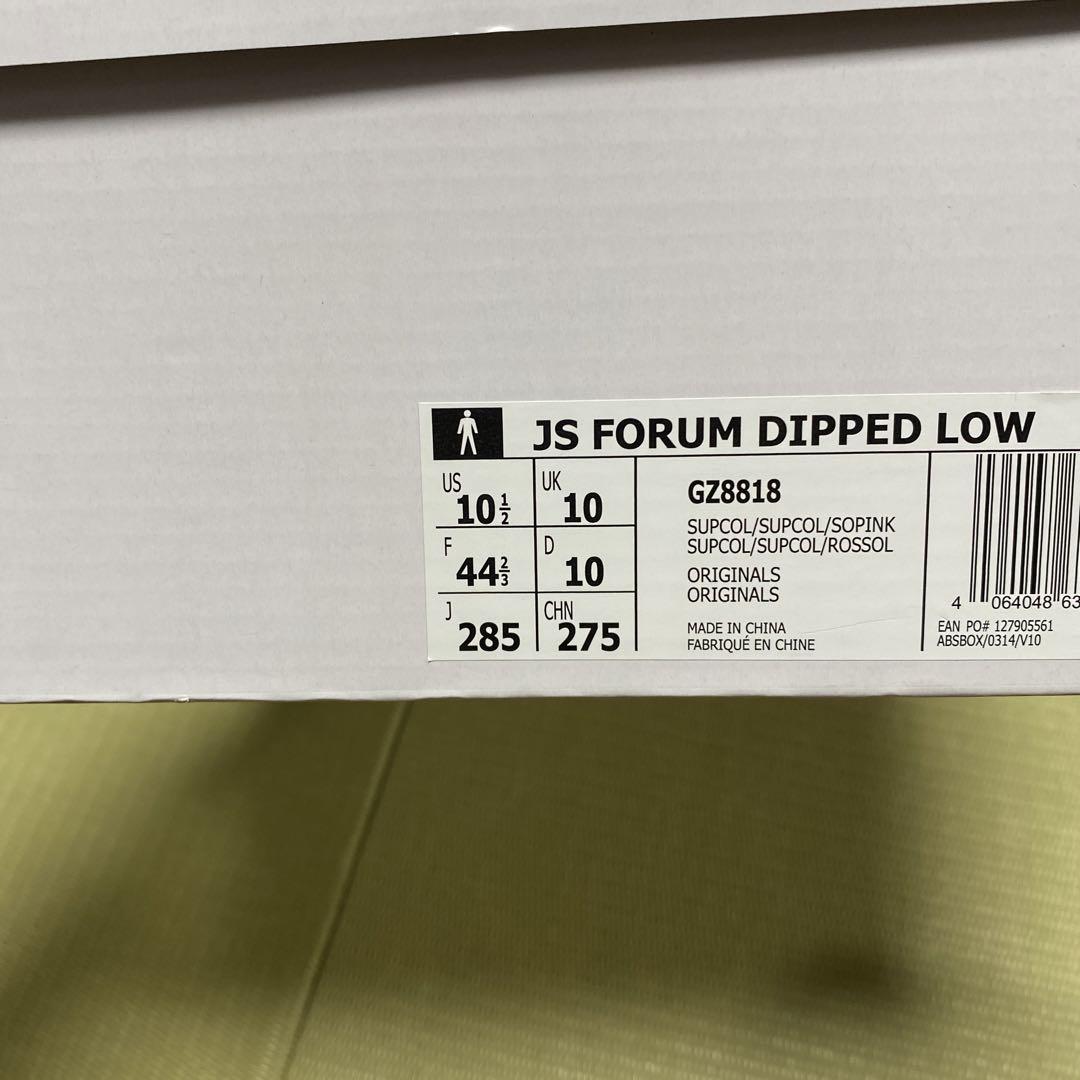 JS FORUM DIPPED LOW
US 10½
UK 10
F 44⅔
D 10
J 285
CHN 275
GZ8818
SUPCOL/SUPCOL/SOPINK
SUPCOL/SUPCOL/ROSSOL
ORIGINALS
ORIGINALS
MADE IN CHINA
FABRIQUÉ EN CHINE
4 064048 63
EAN PO# 127905561
ABSBOX/0314/V10